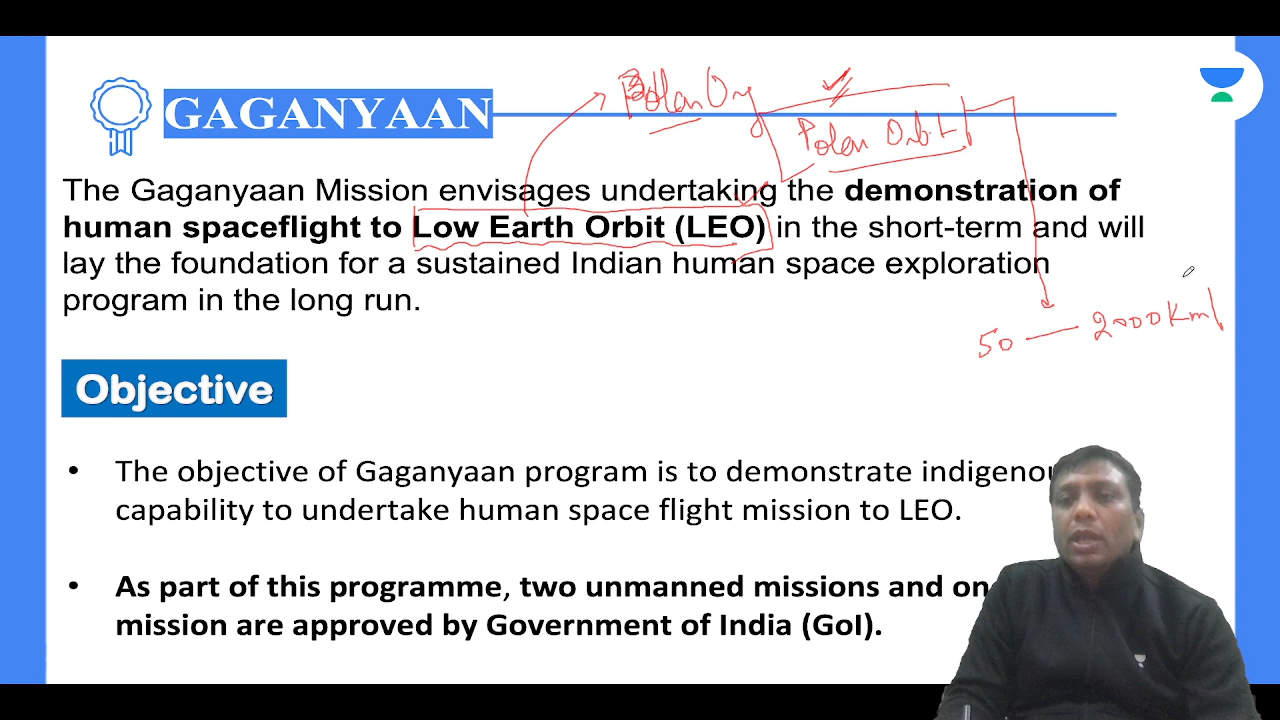 Polar Or
Polar Orbit
GAGANYAAN
The Gaganyaan Mission envisages undertaking the demonstration of
human spaceflight to Low Earth Orbit (LEO) in the short-term and will
lay the foundation for a sustained Indian human space exploration
program in the long run.
50 — 2000 Km
Objective
• The objective of Gaganyaan program is to demonstrate
capability to undertake human space flight mission to LEO.
• As part of this programme, two unmanned missions and
mission are approved by Government of India (GoI).